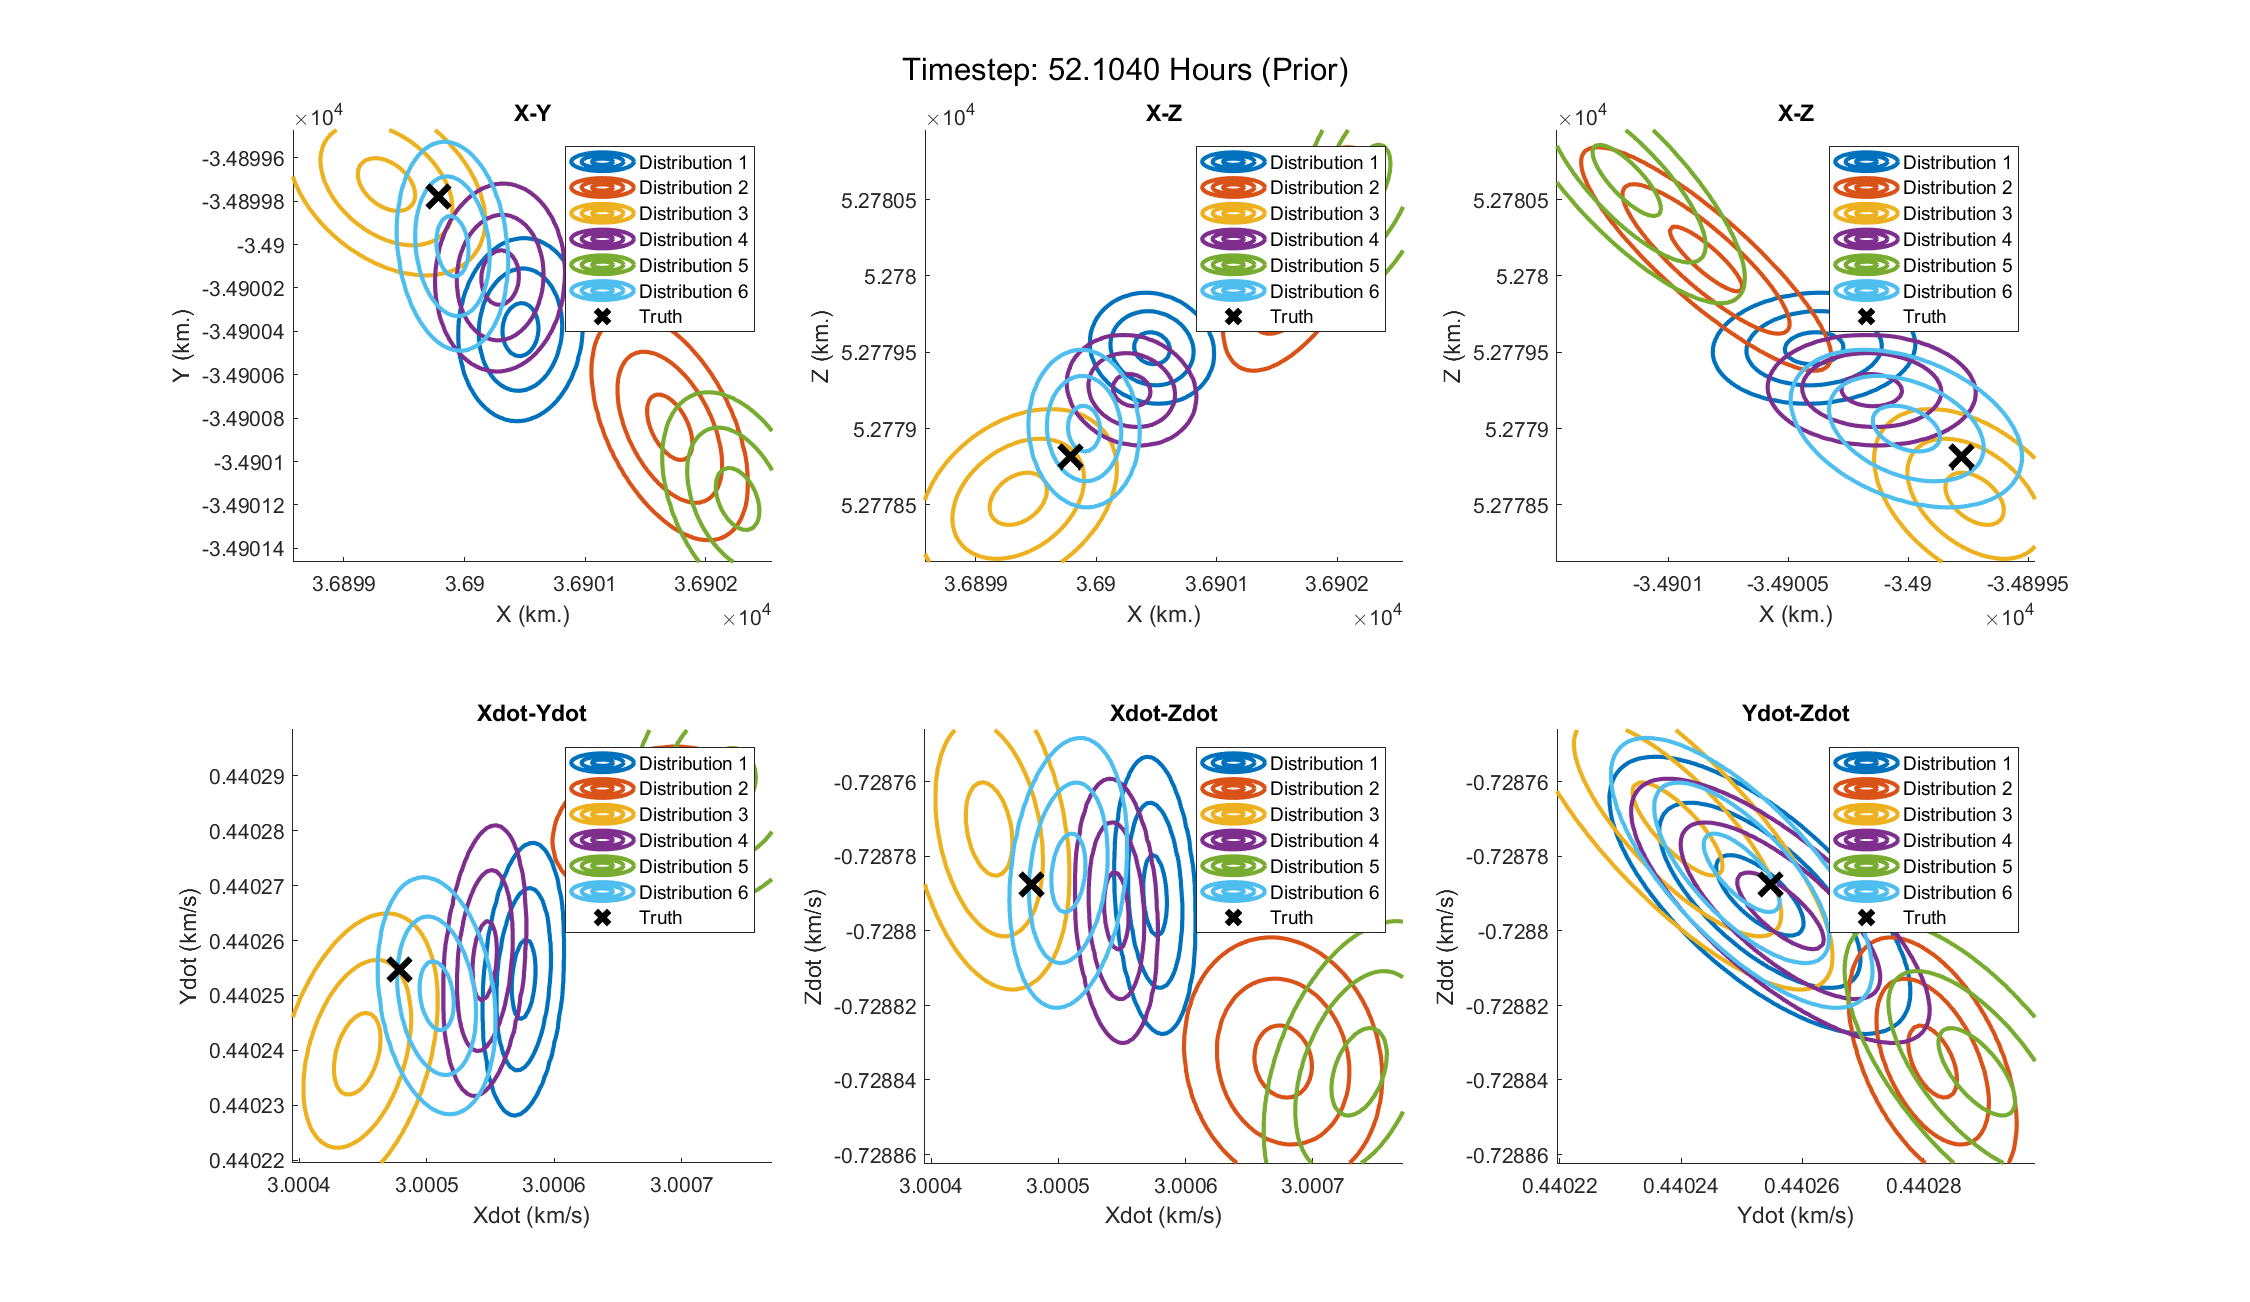 Timestep: 52.1040 Hours (Prior)
X-Y
×10⁴
-3.48996
-3.48998
-3.49
-3.49002
-3.49004
-3.49006
-3.49008
-3.4901
-3.49012
-3.49014
Y (km.)
3.6899 3.69 3.6901 3.6902
X (km.)
×10⁴
Distribution 1
Distribution 2
Distribution 3
Distribution 4
Distribution 5
Distribution 6
Truth
X-Z
×10⁴
5.27805
5.278
5.27795
5.2779
5.27785
Z (km.)
3.6899 3.69 3.6901 3.6902
X (km.)
×10⁴
Distribution 1
Distribution 2
Distribution 3
Distribution 4
Distribution 5
Distribution 6
Truth
X-Z
×10⁴
5.27805
5.278
5.27795
5.2779
5.27785
Z (km.)
-3.4901 -3.49005 -3.49 -3.48995
X (km.)
×10⁴
Distribution 1
Distribution 2
Distribution 3
Distribution 4
Distribution 5
Distribution 6
Truth
Xdot-Ydot
0.44029
0.44028
0.44027
0.44026
0.44025
0.44024
0.44023
0.44022
Ydot (km/s)
3.0004 3.0005 3.0006 3.0007
Xdot (km/s)
Distribution 1
Distribution 2
Distribution 3
Distribution 4
Distribution 5
Distribution 6
Truth
Xdot-Zdot
-0.72876
-0.72878
-0.7288
-0.72882
-0.72884
-0.72886
Zdot (km/s)
3.0004 3.0005 3.0006 3.0007
Xdot (km/s)
Distribution 1
Distribution 2
Distribution 3
Distribution 4
Distribution 5
Distribution 6
Truth
Ydot-Zdot
-0.72876
-0.72878
-0.7288
-0.72882
-0.72884
-0.72886
Zdot (km/s)
0.44022 0.44024 0.44026 0.44028
Ydot (km/s)
Distribution 1
Distribution 2
Distribution 3
Distribution 4
Distribution 5
Distribution 6
Truth